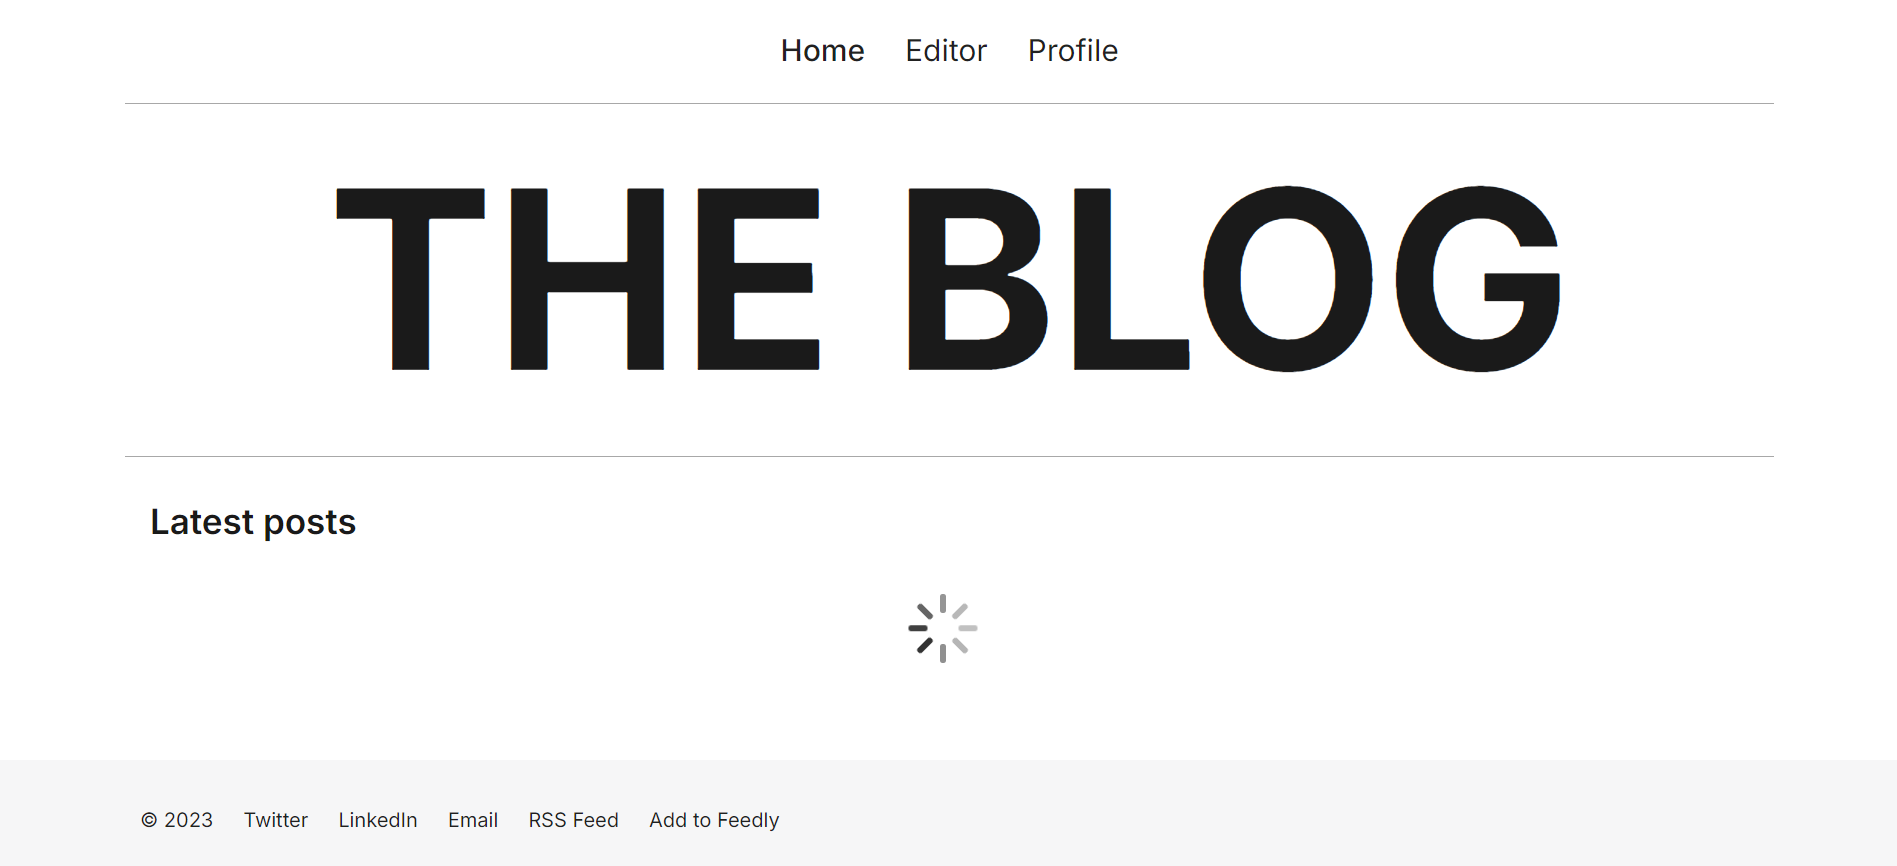 Home Editor Profile
THE BLOG
Latest posts
© 2023 Twitter LinkedIn Email RSS Feed Add to Feedly